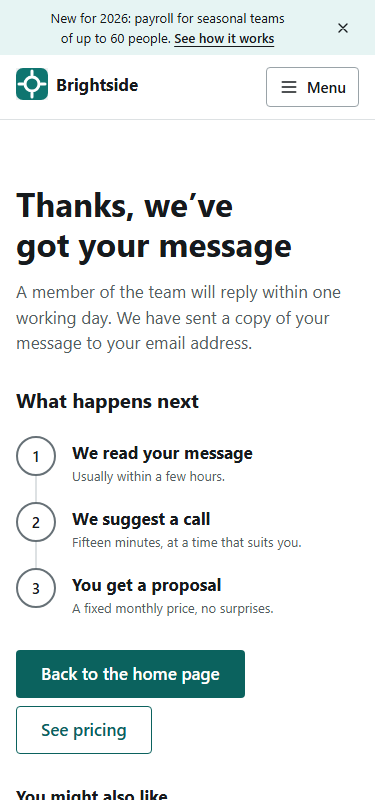 New for 2026: payroll for seasonal teams
of up to 60 people. See how it works
Brightside
Menu
Thanks, we’ve
got your message
A member of the team will reply within one
working day. We have sent a copy of your
message to your email address.
What happens next
1
We read your message
Usually within a few hours.
2
We suggest a call
Fifteen minutes, at a time that suits you.
3
You get a proposal
A fixed monthly price, no surprises.
Back to the home page
See pricing
You might also like